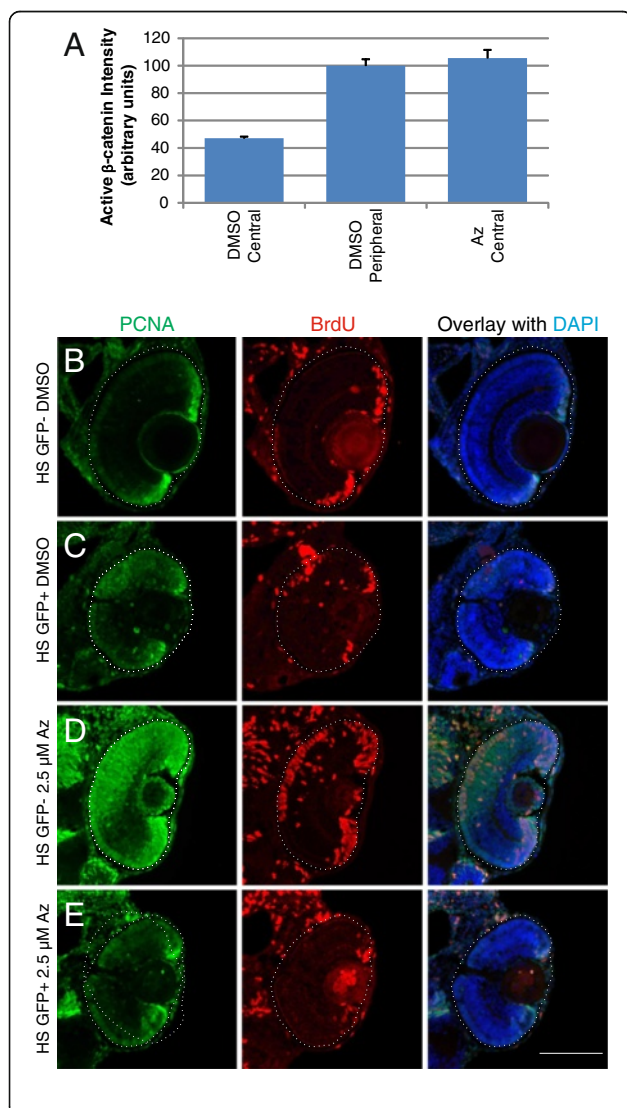 A
Active β-catenin Intensity
(arbitrary units)
120
100
80
60
40
20
0
DMSO
Central
DMSO
Peripheral
Az
Central
PCNA
BrdU
Overlay with DAPI
B
HS GFP- DMSO
C
HS GFP+ DMSO
D
HS GFP- 2.5 µM Az
E
HS GFP+ 2.5 µM Az